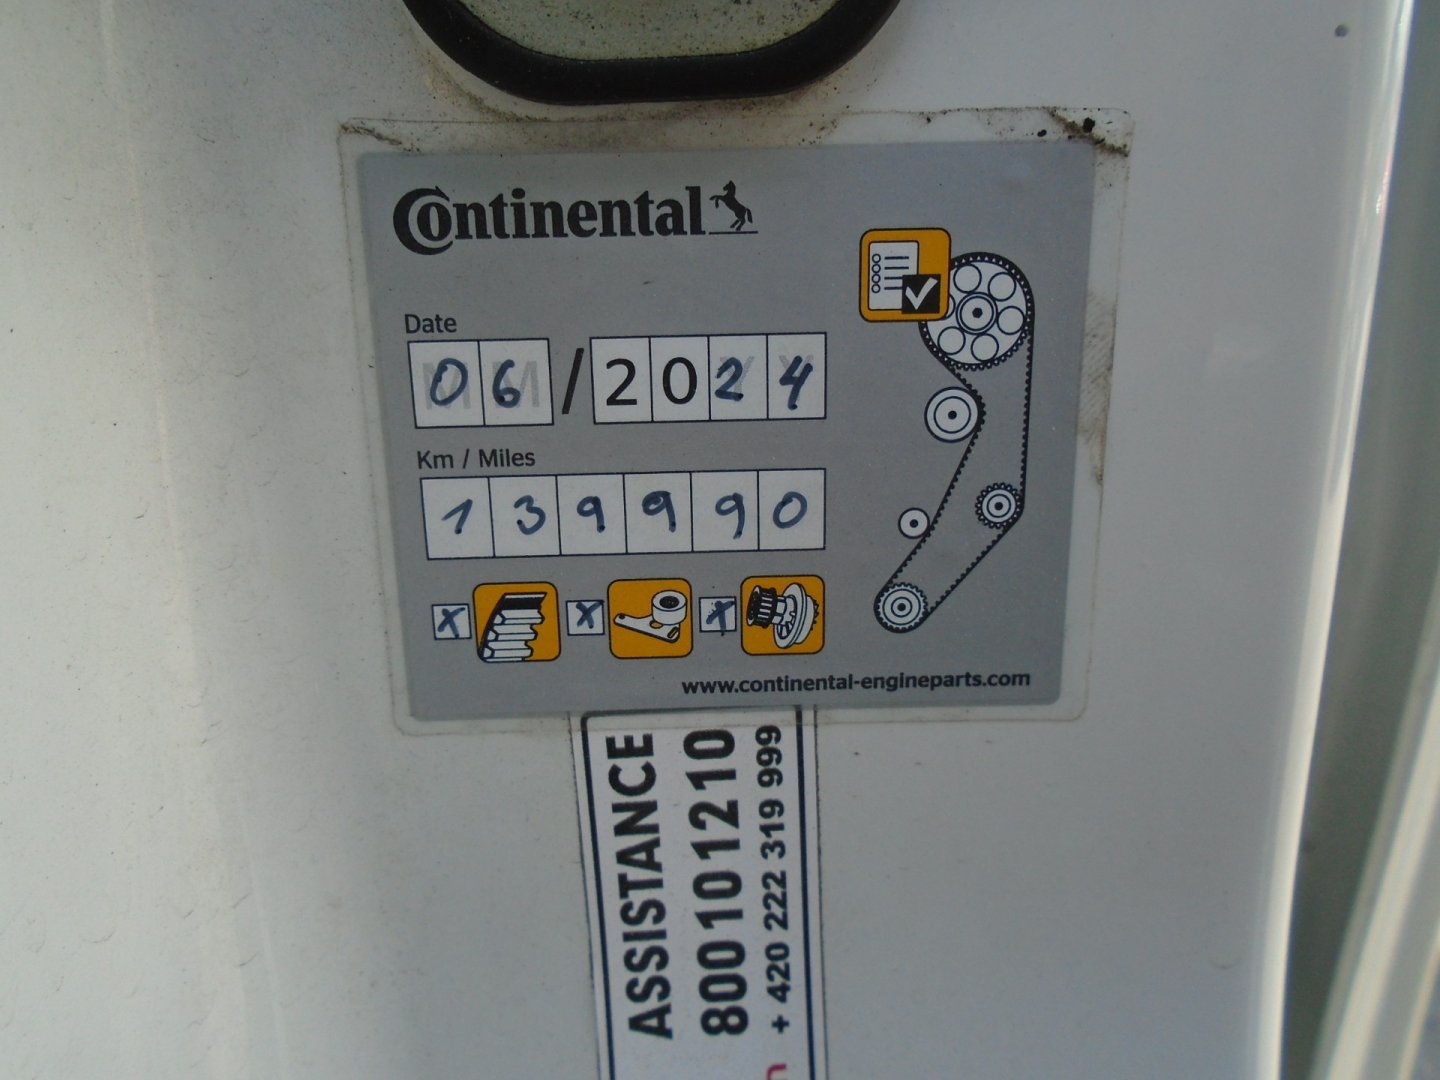 Continental
Date
06/2024
Km / Miles
139990
x x x
www.continental-engineparts.com
ASSISTANCE
800101210
+ 420 222 319 999